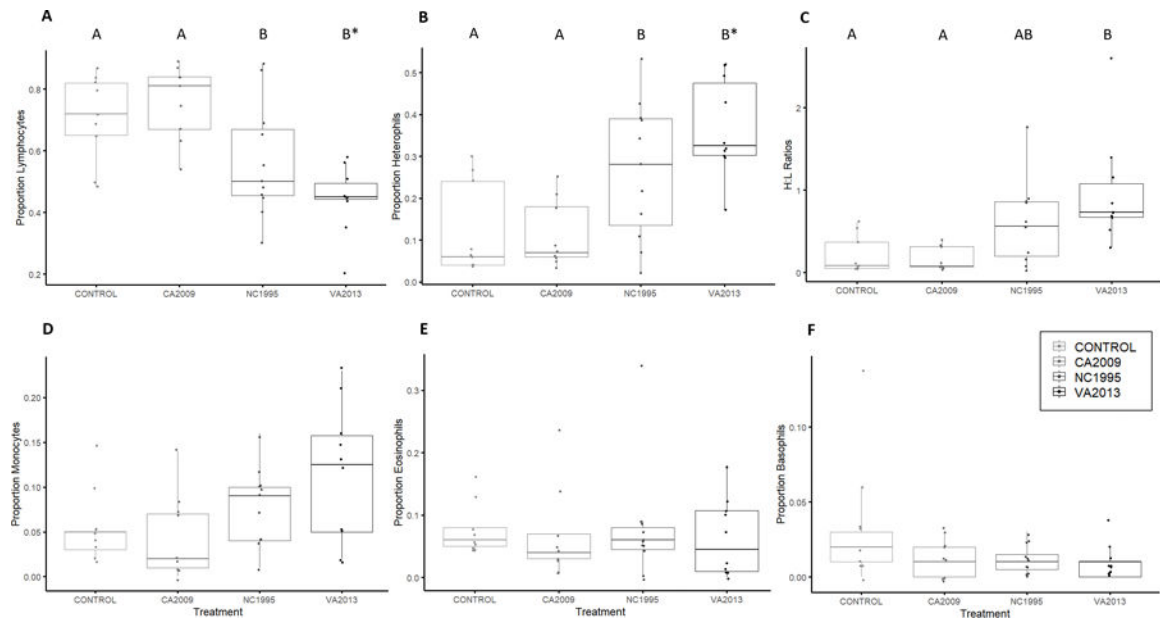 A
A A B B*
Proportion Lymphocytes
0.8
0.6
0.4
0.2
CONTROL CA2009 NC1995 VA2013
B
A A B B*
Proportion Heterophils
0.5
0.4
0.3
0.2
0.1
0.0
CONTROL CA2009 NC1995 VA2013
C
A A AB B
H:L Ratios
2
1
0
CONTROL CA2009 NC1995 VA2013
D
Proportion Monocytes
0.20
0.15
0.10
0.05
0.00
CONTROL CA2009 NC1995 VA2013
Treatment
E
Proportion Eosinophils
0.3
0.2
0.1
0.0
CONTROL CA2009 NC1995 VA2013
Treatment
F
Proportion Basophils
0.10
0.05
0.00
CONTROL CA2009 NC1995 VA2013
Treatment
CONTROL
CA2009
NC1995
VA2013